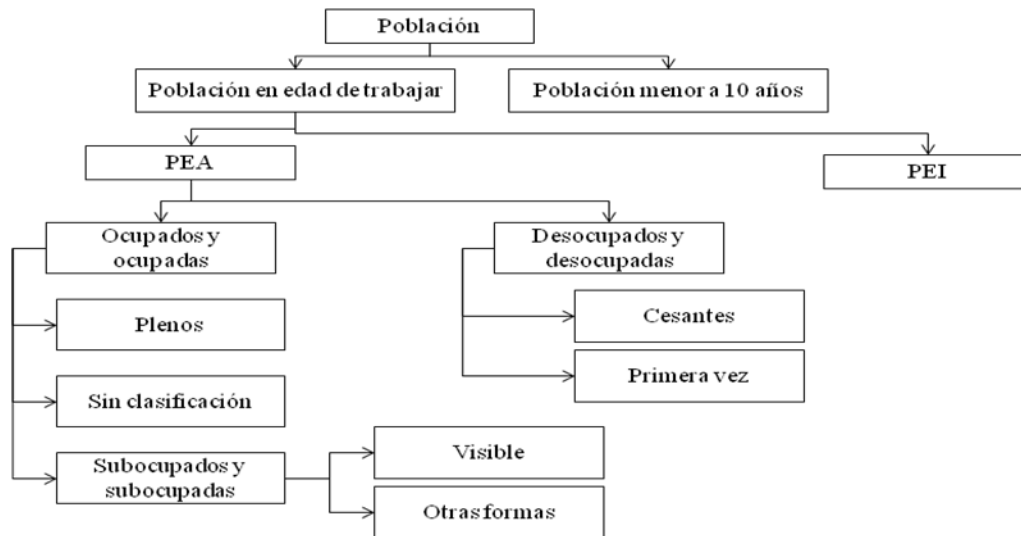 Población
Población en edad de trabajar
Población menor a 10 años
PEA
PEI
Ocupados y
ocupadas
Desocupados y
desocupadas
Plenos
Cesantes
Primera vez
Sin clasificación
Subocupados y
subocupadas
Visible
Otras formas